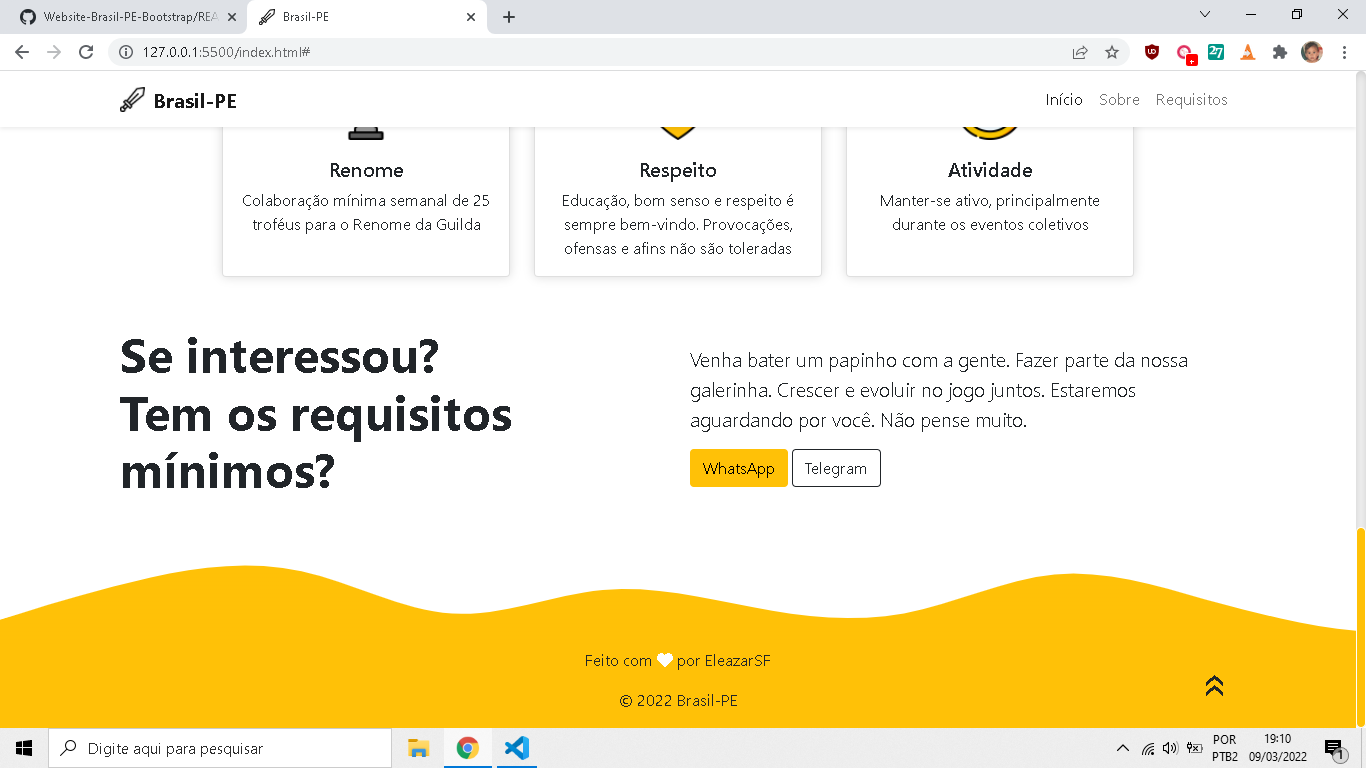 Website-Brasil-PE-Bootstrap/REA
Brasil-PE
127.0.0.1:5500/index.html#
27
Brasil-PE
Início Sobre Requisitos
Renome
Colaboração mínima semanal de 25
troféus para o Renome da Guilda
Respeito
Educação, bom senso e respeito é
sempre bem-vindo. Provocações,
ofensas e afins não são toleradas
Atividade
Manter-se ativo, principalmente
durante os eventos coletivos
Se interessou?
Tem os requisitos
mínimos?
Venha bater um papinho com a gente. Fazer parte da nossa
galerinha. Crescer e evoluir no jogo juntos. Estaremos
aguardando por você. Não pense muito.
WhatsApp Telegram
Feito com por EleazarSF
© 2022 Brasil-PE
Digite aqui para pesquisar
POR
PTB2
19:10
09/03/2022
1